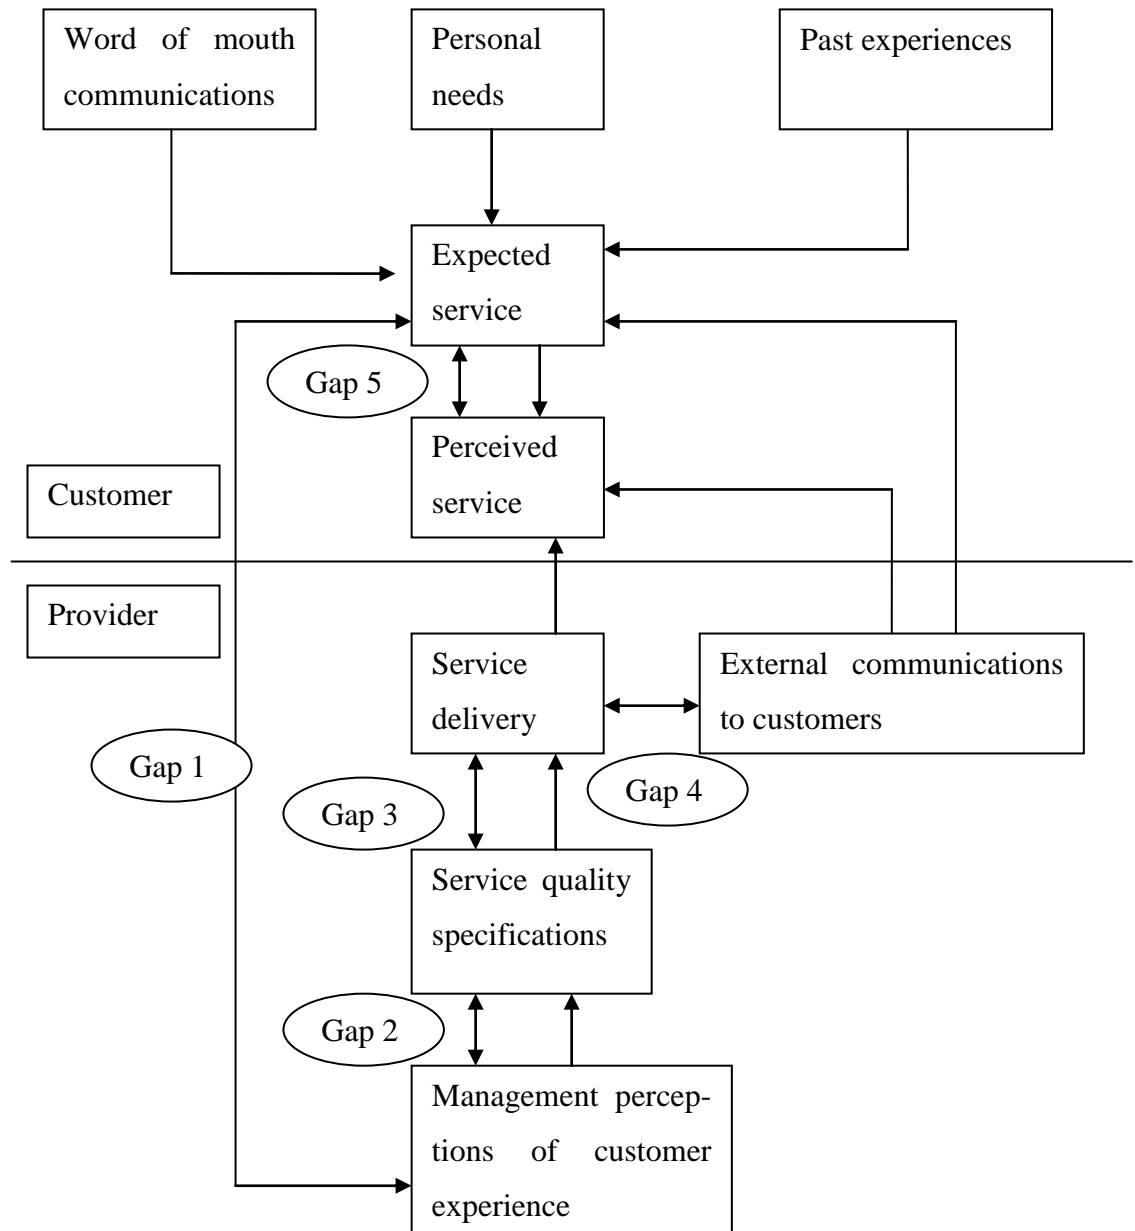 Word of mouth
communications
Personal
needs
Past experiences
Expected
service
Gap 5
Perceived
service
Customer
Provider
Service
delivery
External communications
to customers
Gap 1
Gap 3
Gap 4
Service quality
specifications
Gap 2
Management percep-
tions of customer
experience